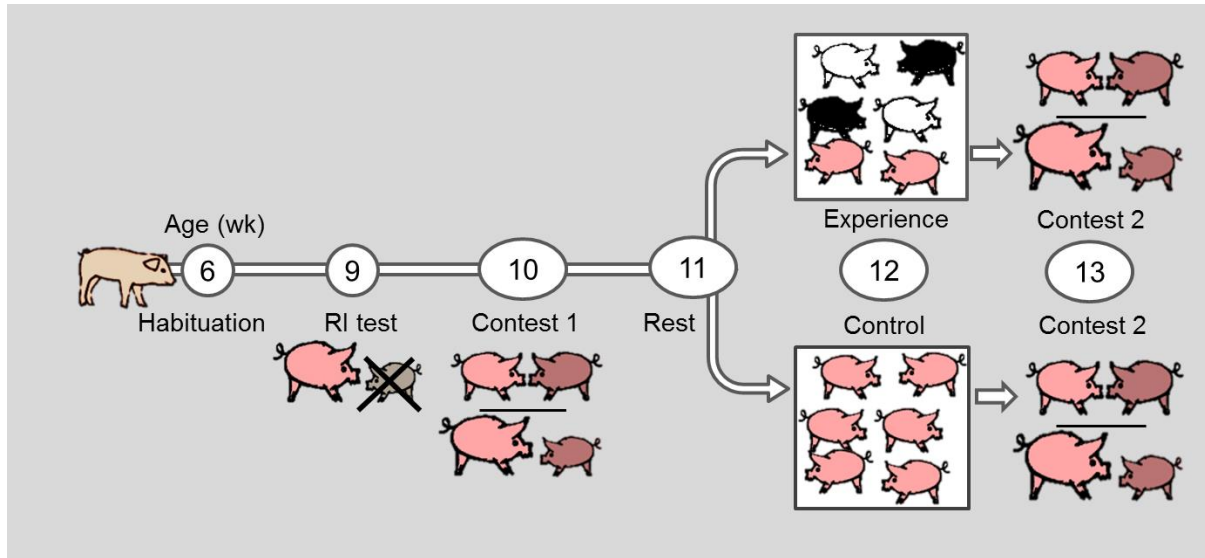 Age (wk)
6
9
10
11
12
13
Habituation
RI test
Contest 1
Rest
Experience
Contest 2
Control
Contest 2